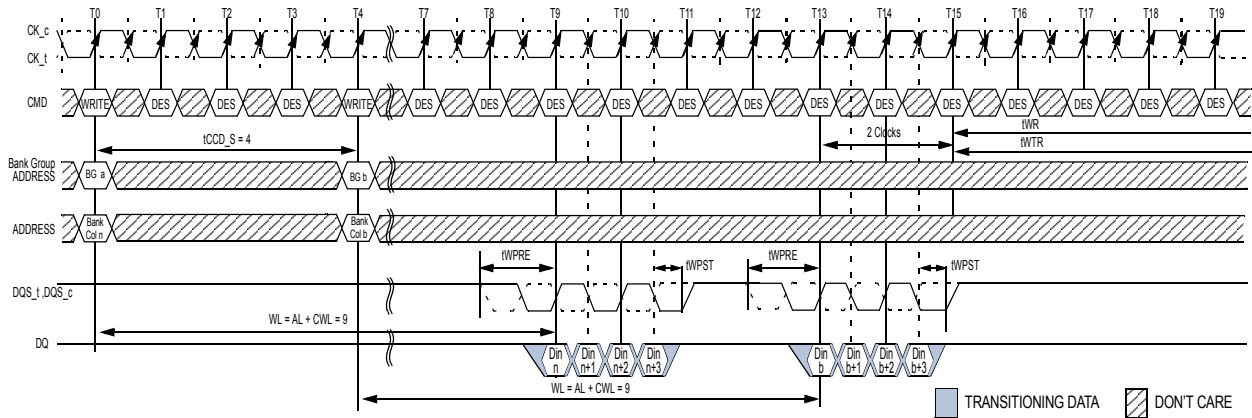 T0 T1 T2 T3 T4 T7 T8 T9 T10 T11 T12 T13 T14 T15 T16 T17 T18 T19
CK_c
CK_t
CMD WRITE DES DES DES WRITE DES DES DES DES DES DES DES DES DES DES DES DES DES
tCCD_S = 4
2 Clocks
tWR
tWTR
Bank Group
ADDRESS
BG a
BG b
ADDRESS
Bank
Col n
Bank
Col b
tWPRE
tWPST
tWPRE
tWPST
DQS_t ,DQS_c
WL = AL + CWL = 9
DQ
Din
n
Din
n+1
Din
n+2
Din
n+3
Din
b
Din
b+1
Din
b+2
Din
b+3
WL = AL + CWL = 9
TRANSITIONING DATA
DON'T CARE